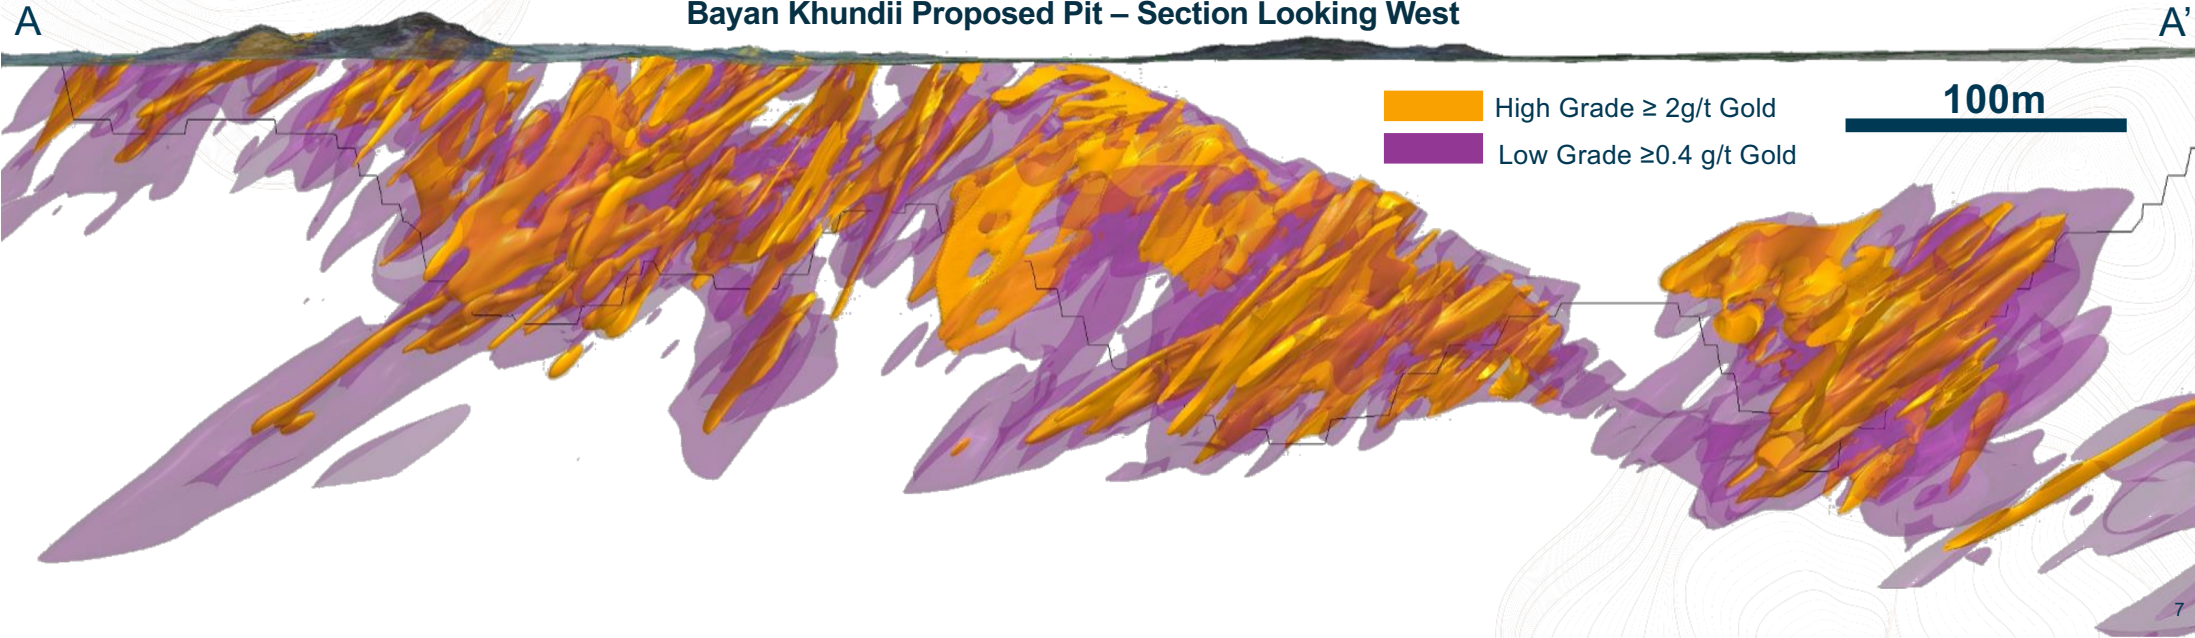 A
Bayan Khundii Proposed Pit – Section Looking West
A’
High Grade ≥ 2g/t Gold
100m
Low Grade ≥0.4 g/t Gold
7